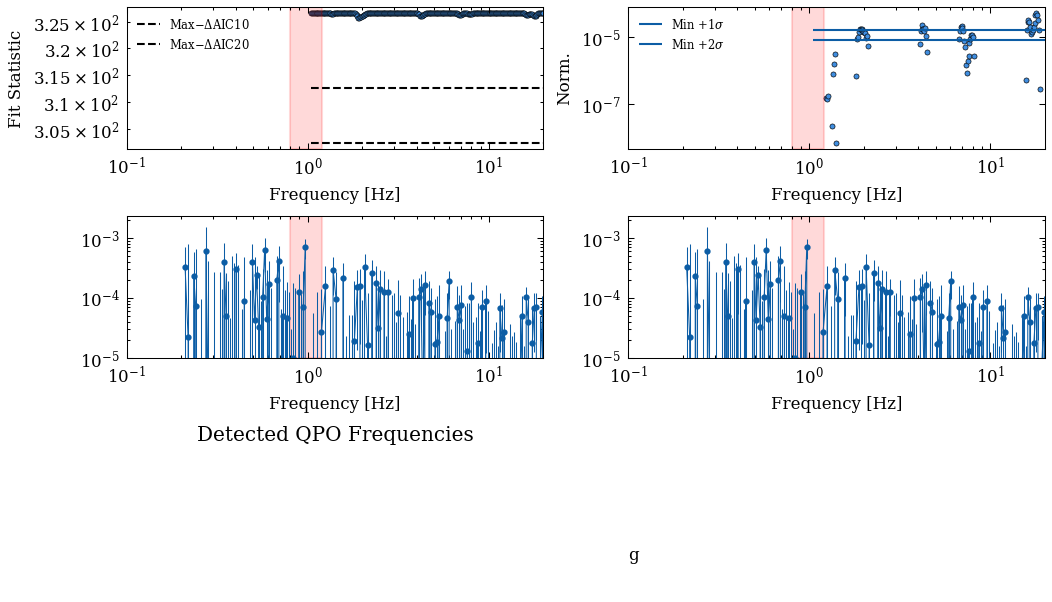 3.25 × 10²
3.2 × 10²
3.15 × 10²
3.1 × 10²
3.05 × 10²
Fit Statistic
Max−ΔAIC10
Max−ΔAIC20
10⁻¹ 10⁰ 10¹
Frequency [Hz]
10⁻⁵
10⁻⁷
Norm.
Min +1σ
Min +2σ
10⁻¹ 10⁰ 10¹
Frequency [Hz]
10⁻³
10⁻⁴
10⁻⁵
10⁻¹ 10⁰ 10¹
Frequency [Hz]
10⁻³
10⁻⁴
10⁻⁵
10⁻¹ 10⁰ 10¹
Frequency [Hz]
Detected QPO Frequencies
g